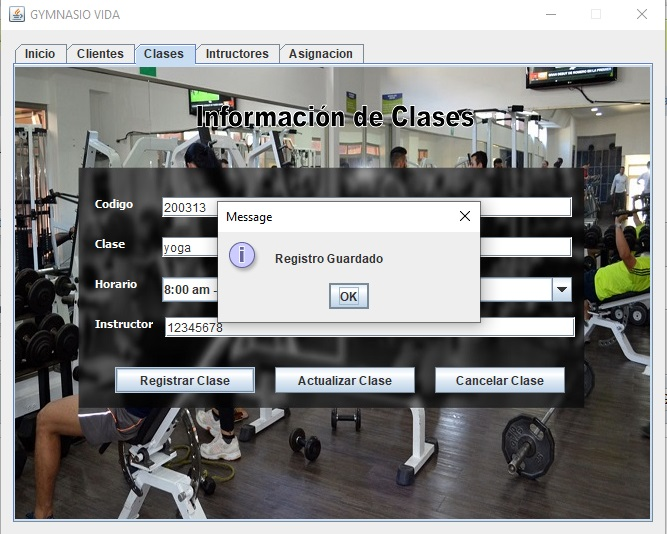 GYMNASIO VIDA
Inicio Clientes Clases Intructores Asignacion
Información de Clases
Codigo 200313
Message
Clase yoga
Registro Guardado
Horario 8:00 am -
OK
Instructor 12345678
Registrar Clase Actualizar Clase Cancelar Clase